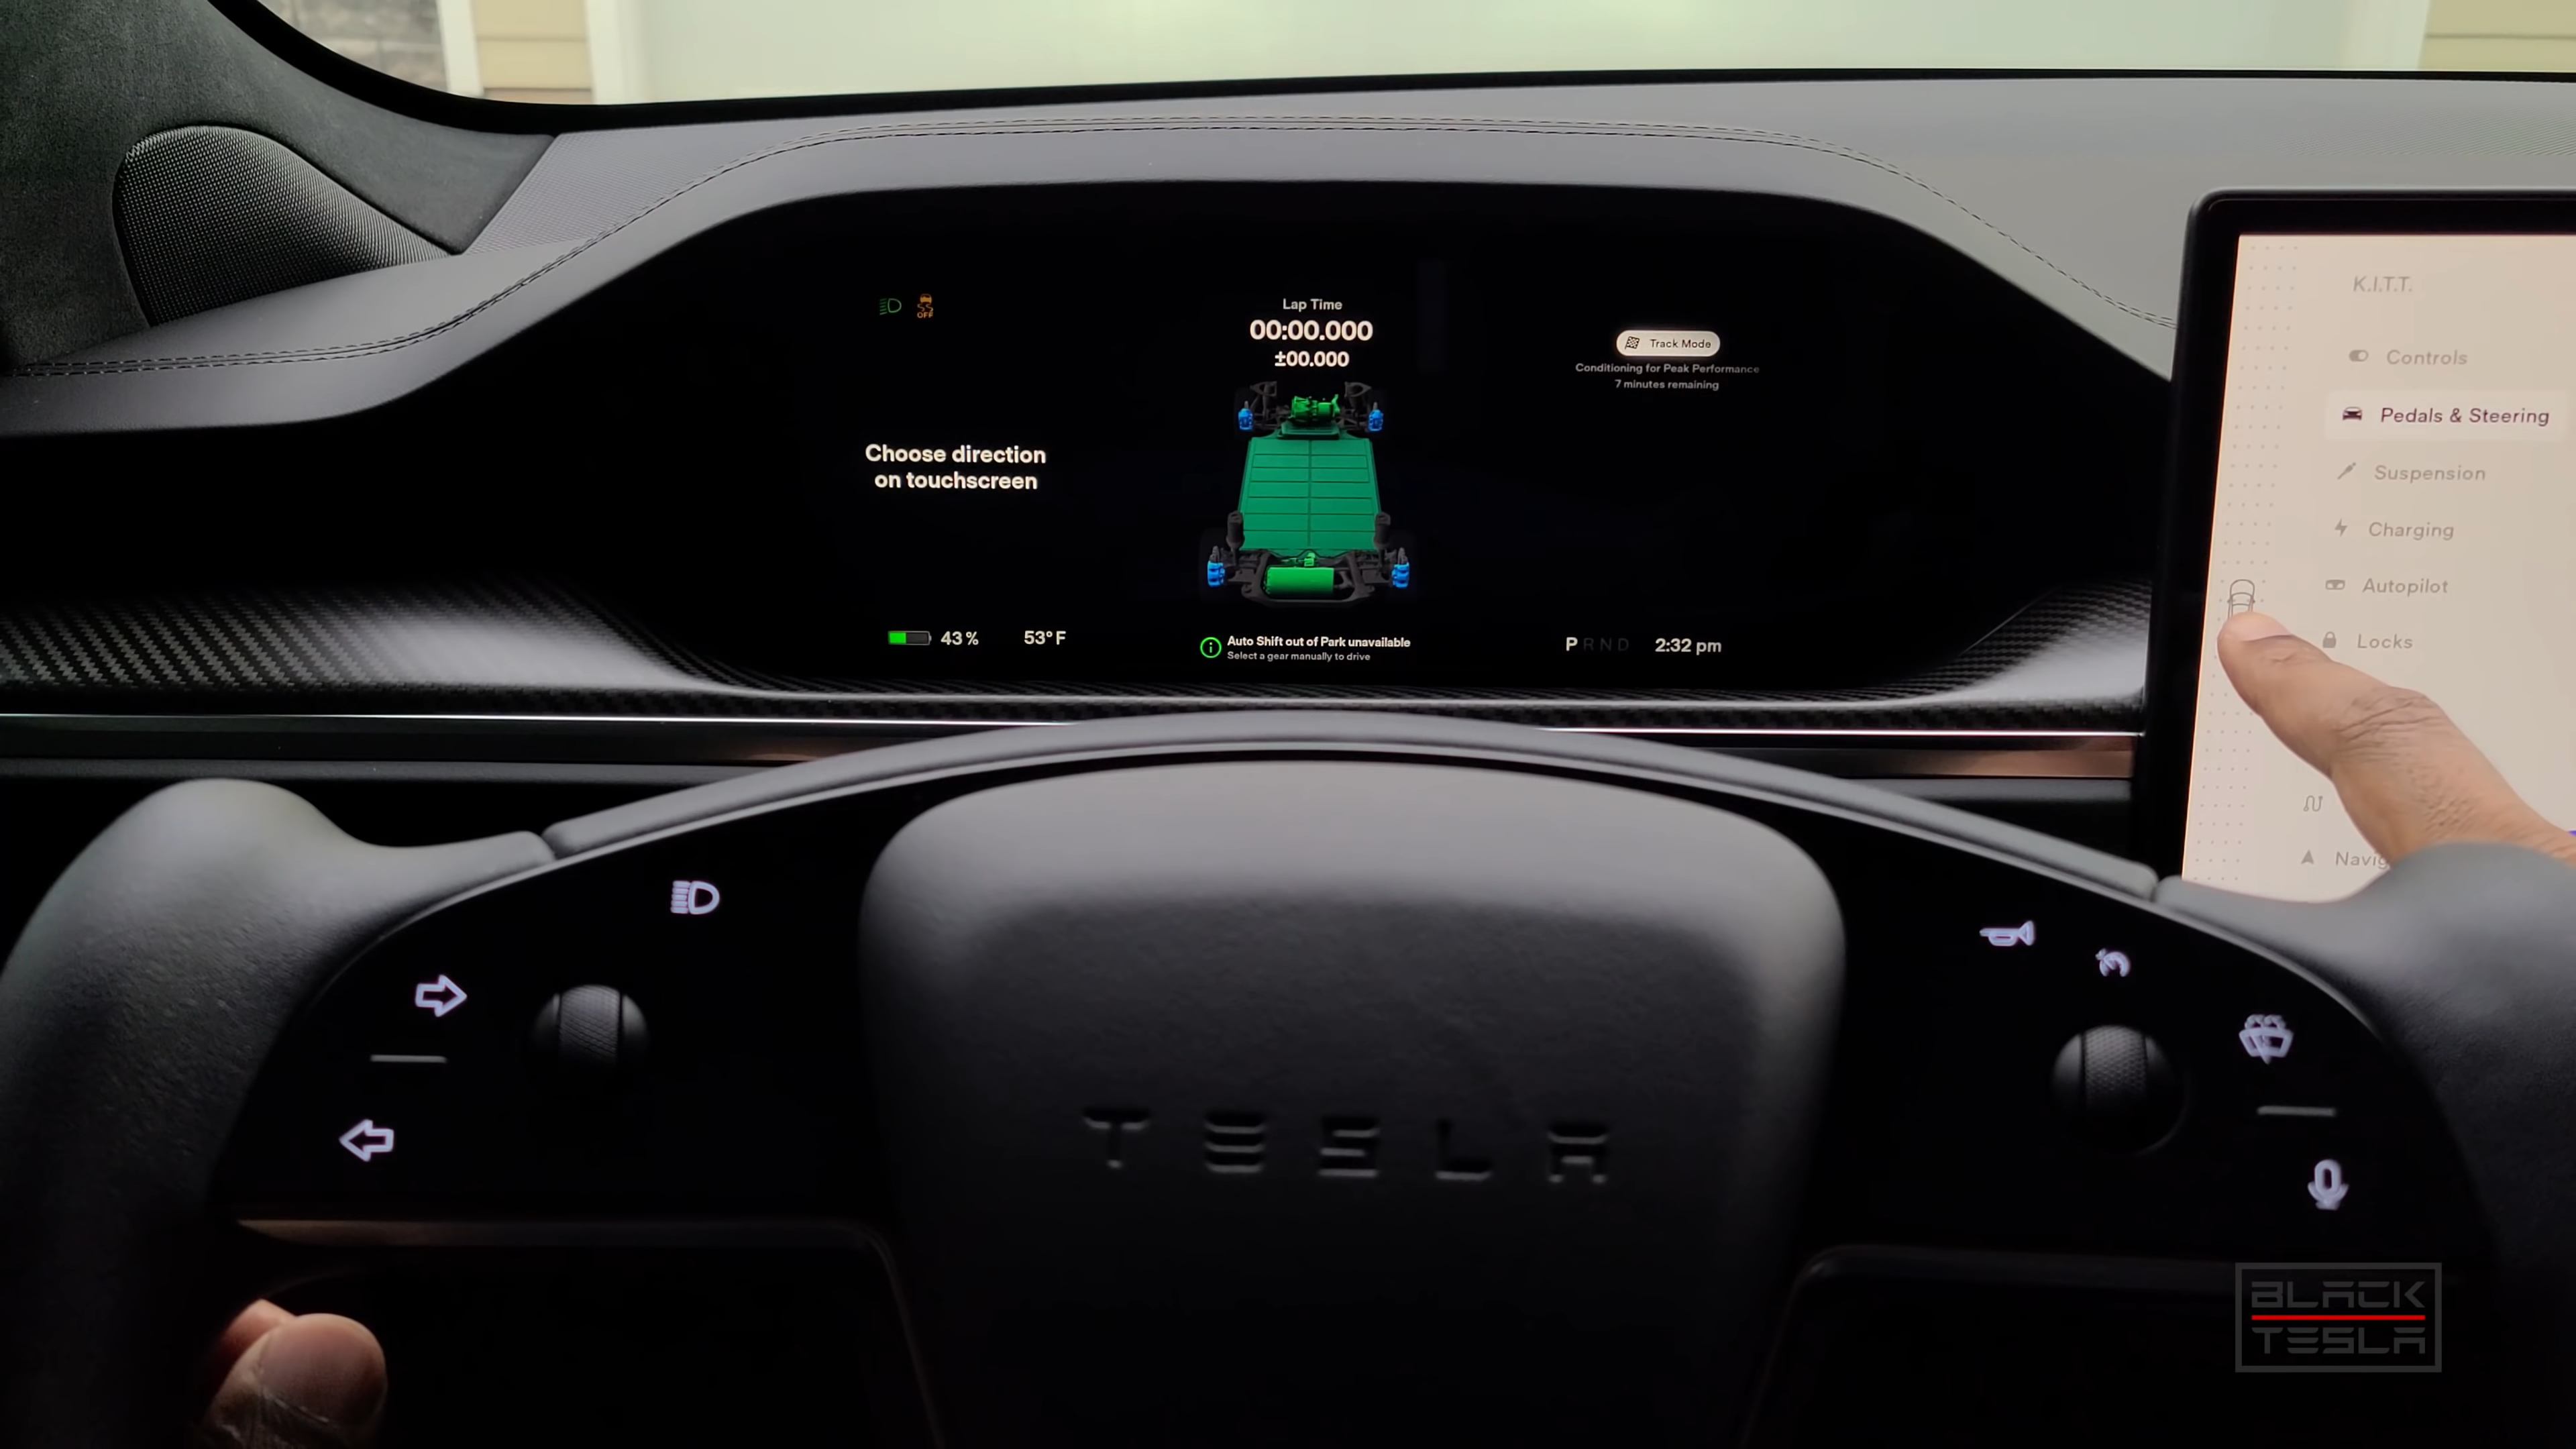 OFF
Lap Time
00:00.000
±00.000
Track Mode
Conditioning for Peak Performance
7 minutes remaining
Choose direction
on touchscreen
43 %
53°F
Auto Shift out of Park unavailable
Select a gear manually to drive
P R N D
2:32 pm
K.I.T.T.
Controls
Pedals & Steering
Suspension
Charging
Autopilot
Locks
Navig
TESLA
BLACK
TESLA